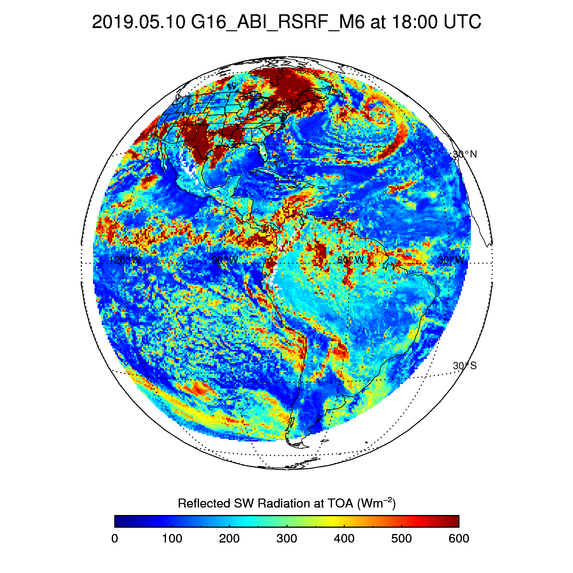 2019.05.10 G16_ABI_RSRF_M6 at 18:00 UTC
30°N
120°W 90°W 60°W 30°W
30°S
Reflected SW Radiation at TOA (Wm⁻²)
0 100 200 300 400 500 600